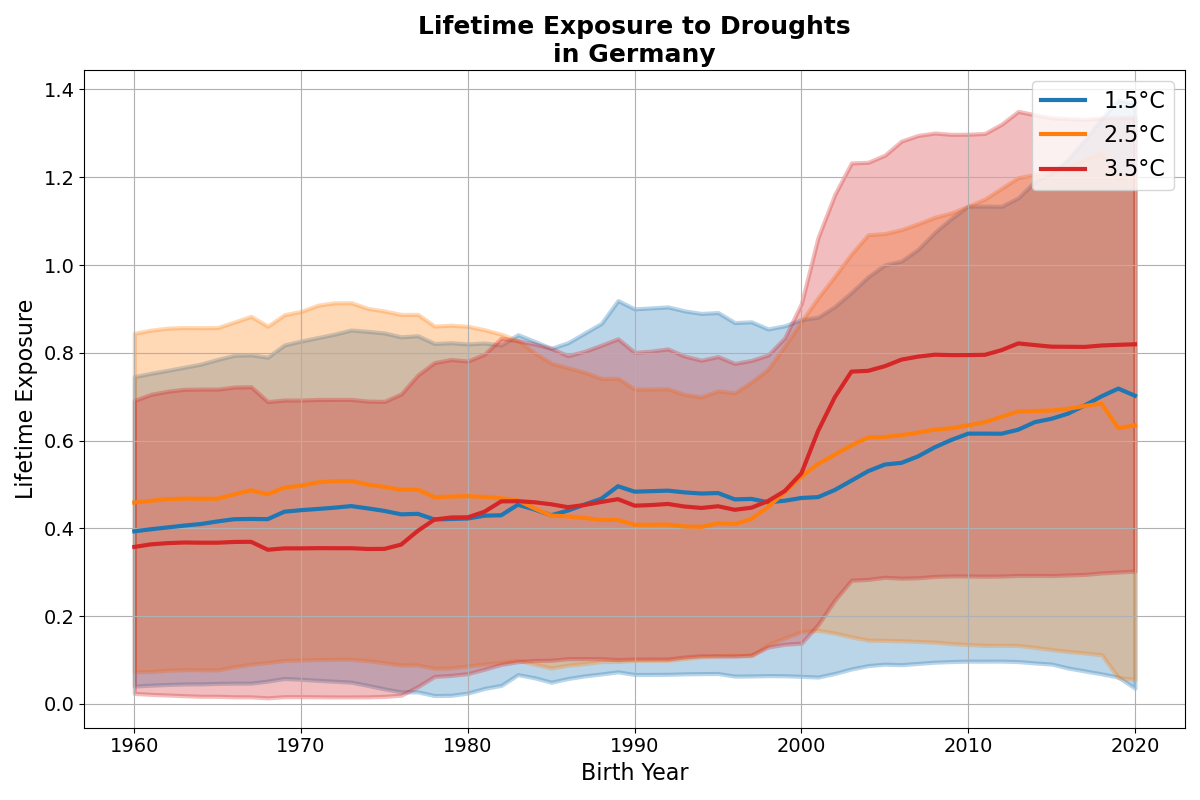 Lifetime Exposure to Droughts
in Germany
1.5°C
2.5°C
3.5°C
Lifetime Exposure
1.4
1.2
1.0
0.8
0.6
0.4
0.2
0.0
1960
1970
1980
1990
2000
2010
2020
Birth Year